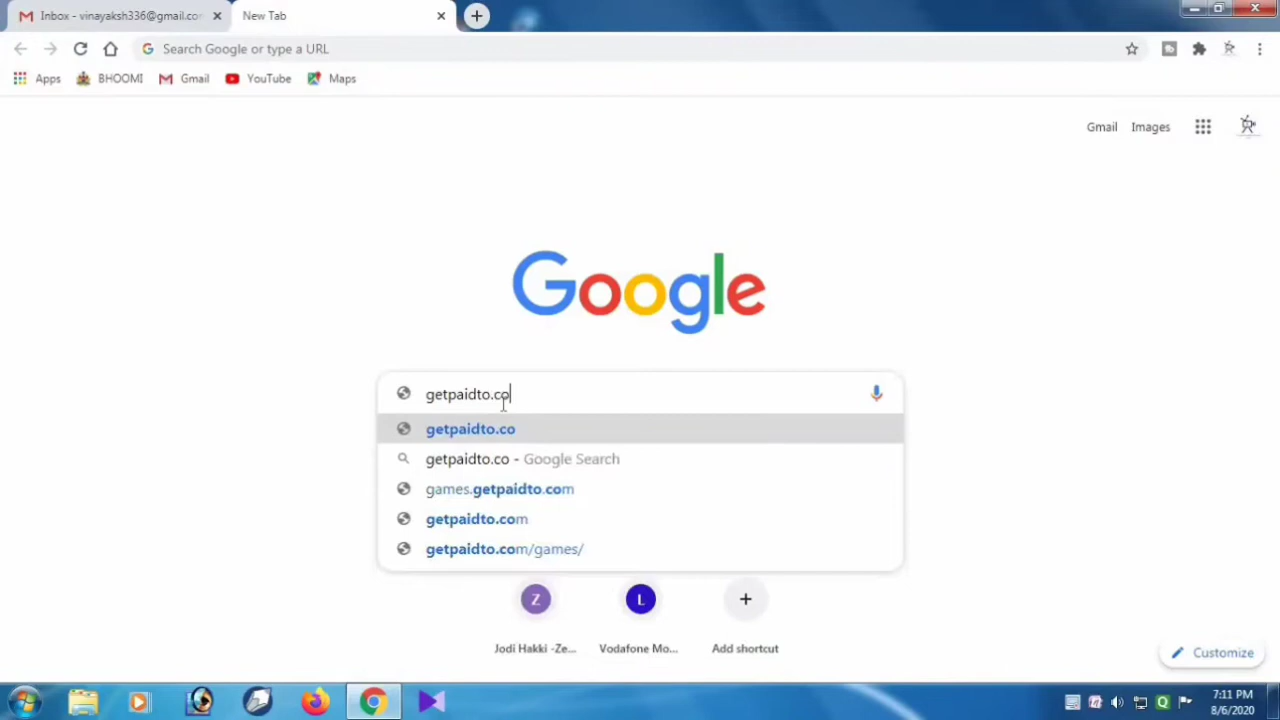 Inbox - vinayaksh336@gmail.co
New Tab
Search Google or type a URL
Apps BHOOMI Gmail YouTube Maps
Gmail Images
Google
getpaidto.co
getpaidto.co
getpaidto.co - Google Search
games.getpaidto.com
getpaidto.com
getpaidto.com/games/
Z L
Jodi Hakki -Ze... Vodafone Mo... Add shortcut
Customize
7:11 PM
8/6/2020